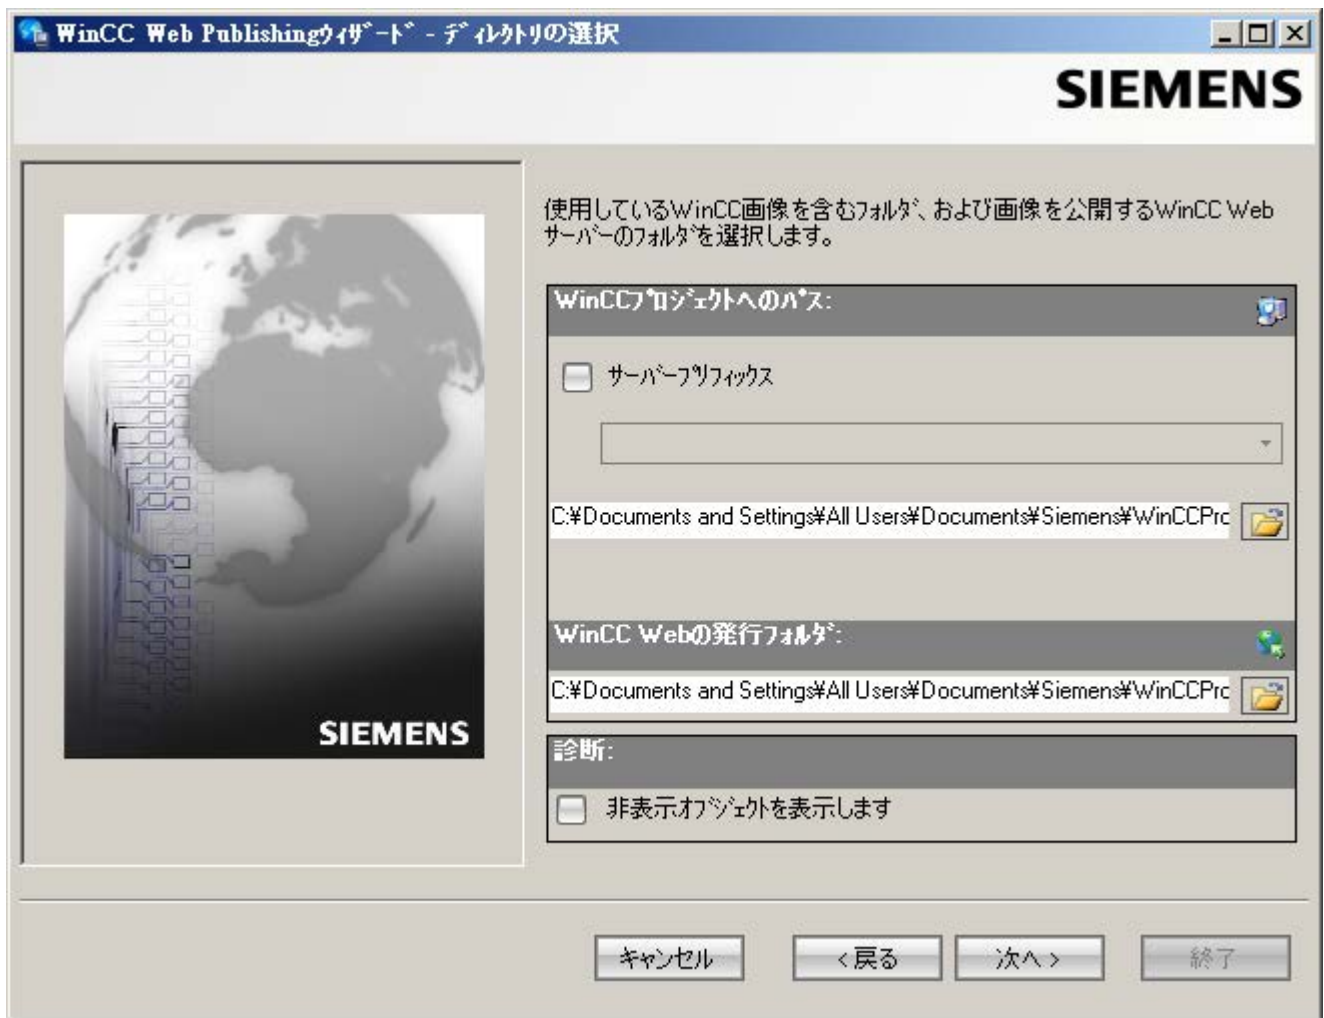 WinCC Web Publishingｳｨｻﾞｰﾄﾞ - ﾃﾞｨﾚｸﾄﾘの選択
SIEMENS
使用しているWinCC画像を含むﾌｫﾙﾀﾞ、および画像を公開するWinCC Web
ｻｰﾊﾞｰのﾌｫﾙﾀﾞを選択します。
WinCCﾌﾟﾛｼﾞｪｸﾄへのﾊﾟｽ:
ｻｰﾊﾞｰﾌﾟﾘﾌｨｯｸｽ
C:¥Documents and Settings¥All Users¥Documents¥Siemens¥WinCCPrc
WinCC Webの発行ﾌｫﾙﾀﾞ:
C:¥Documents and Settings¥All Users¥Documents¥Siemens¥WinCCPrc
SIEMENS
診断:
非表示ｵﾌﾞｼﾞｪｸﾄを表示します
キャンセル
<戻る
次へ>
終了